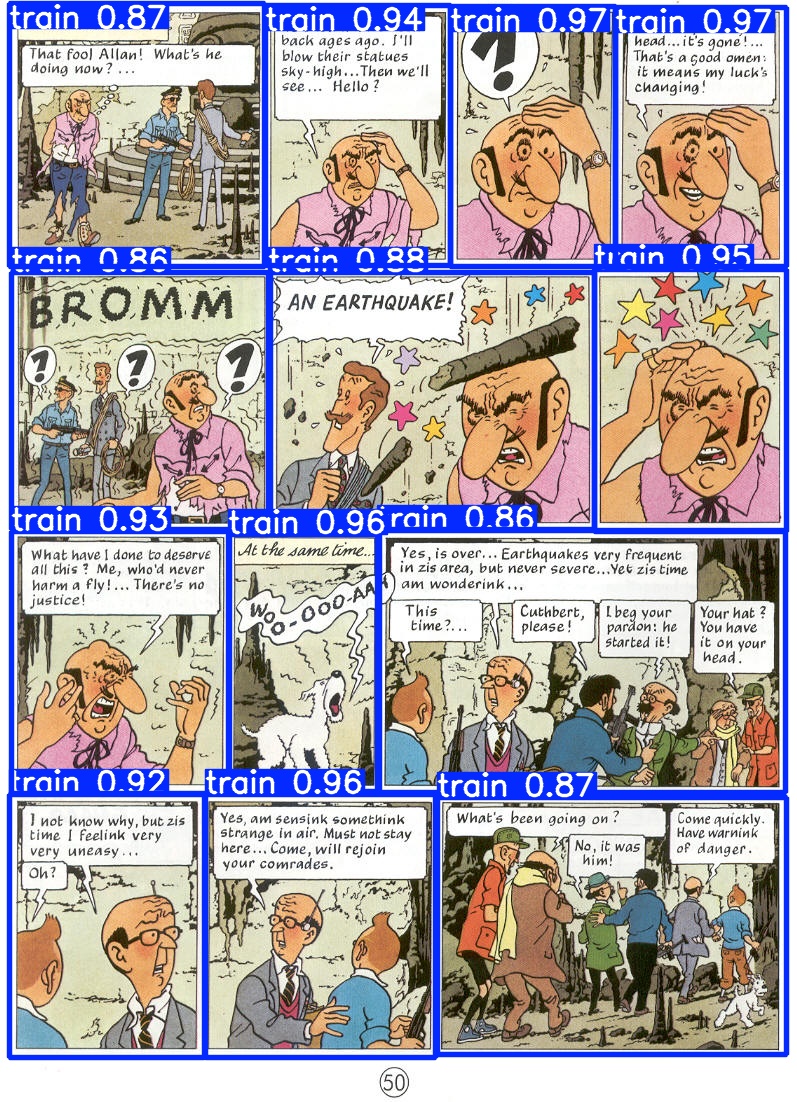 train 0.87
That fool Allan! What's he
doing now?...
train 0.94
back ages ago. I'll
blow their statues
sky-high...Then we'll
see... Hello?
train 0.97
?
train 0.97
head...it's gone!...
That's a good omen:
it means my luck's
changing!
train 0.86
BROMM
? ? ?
train 0.88
AN EARTHQUAKE!
train 0.95
train 0.93
What have I done to deserve
all this? Me, who'd never
harm a fly!... There's no
justice!
train 0.96
At the same time...
WOO-OOO-AAH
train 0.86
Yes, is over... Earthquakes very frequent
in zis area, but never severe...Yet zis time
am wonderink...
This
time?...
Cuthbert,
please!
I beg your
pardon: he
started it!
Your hat?
You have
it on your
head.
train 0.92
I not know why, but zis
time I feelink very
very uneasy...
Oh?
train 0.96
Yes, am sensink somethink
strange in air. Must not stay
here... Come, will rejoin
your comrades.
train 0.87
What's been going on?
No, it was
him!
Come quickly.
Have warnink
of danger.
50